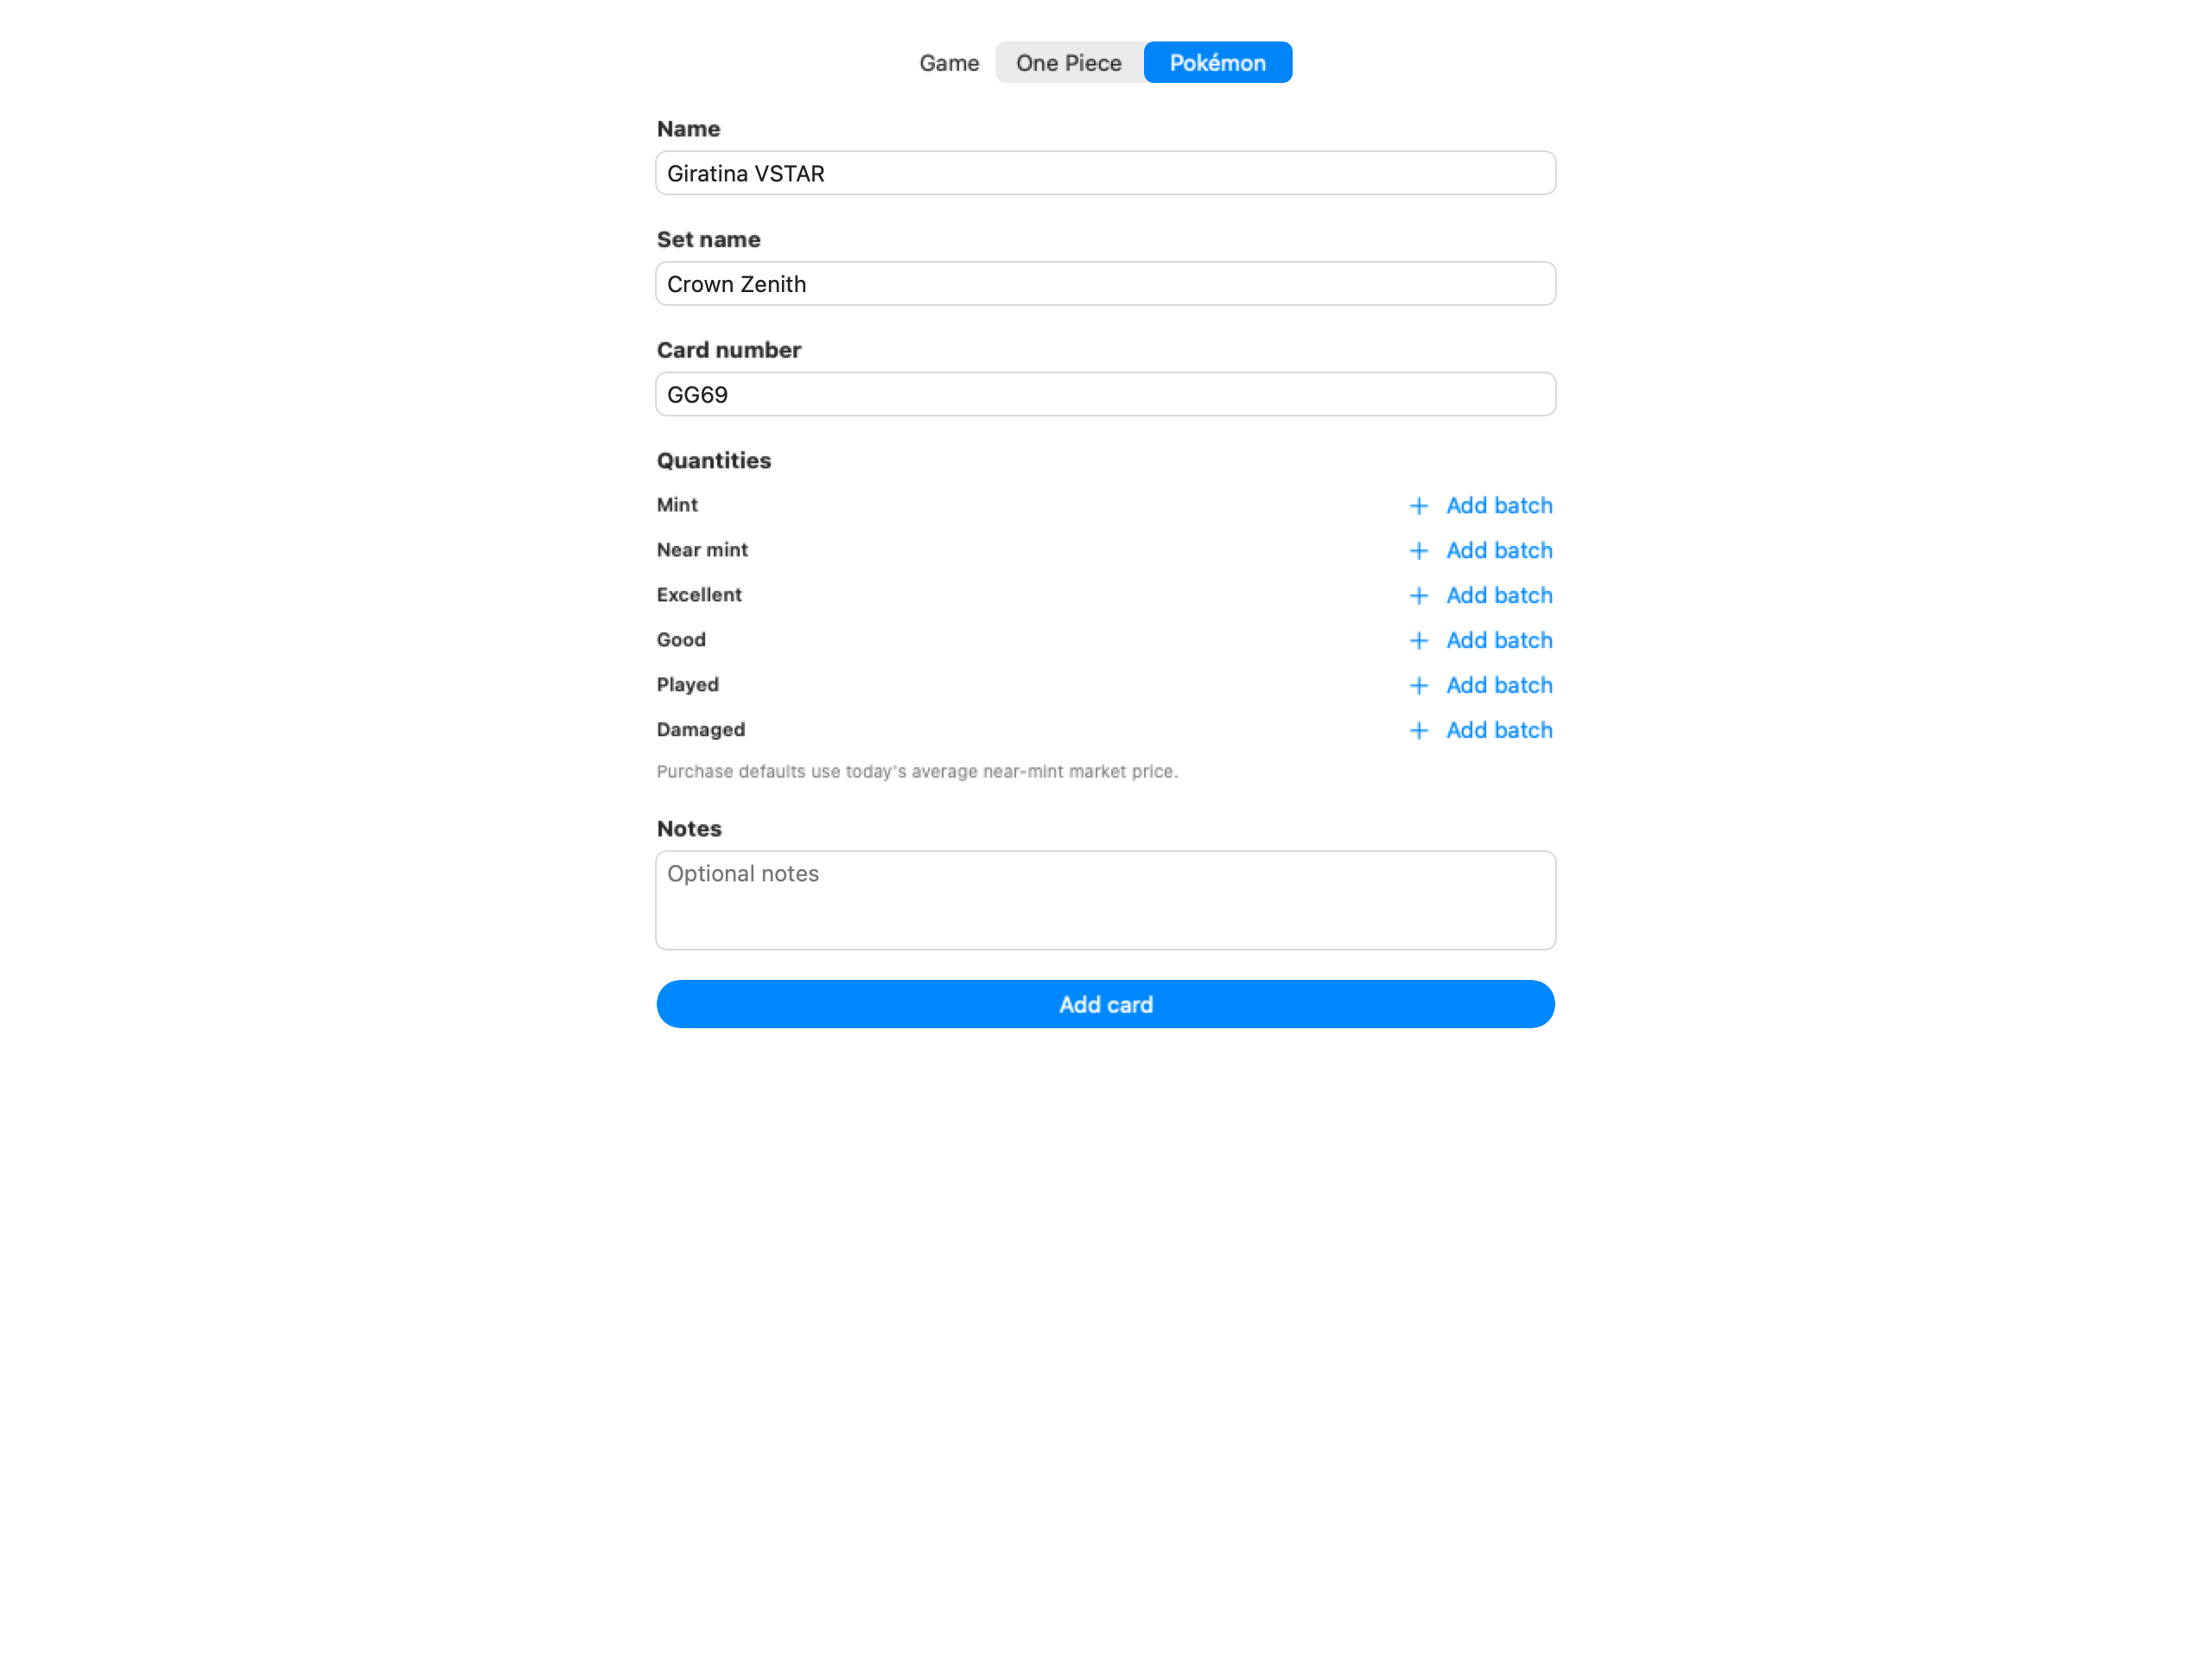 Game One Piece Pokémon
Name
Giratina VSTAR
Set name
Crown Zenith
Card number
GG69
Quantities
Mint + Add batch
Near mint + Add batch
Excellent + Add batch
Good + Add batch
Played + Add batch
Damaged + Add batch
Purchase defaults use today's average near-mint market price.
Notes
Optional notes
Add card